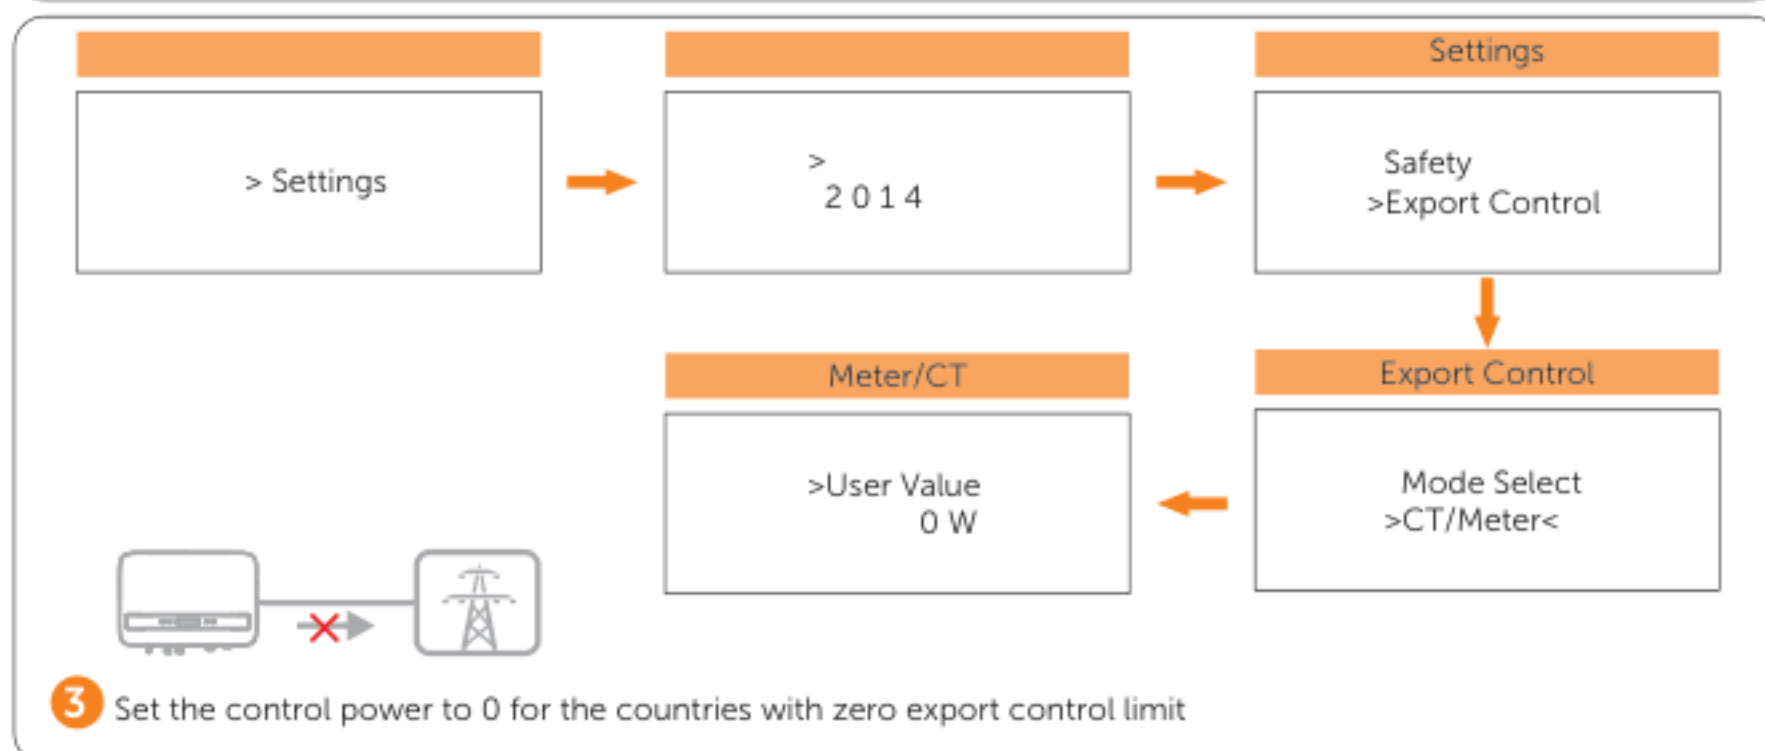 > Settings
>
2 0 1 4
Settings
Safety
>Export Control
Export Control
Mode Select
>CT/Meter<
Meter/CT
>User Value
0 W
3 Set the control power to 0 for the countries with zero export control limit